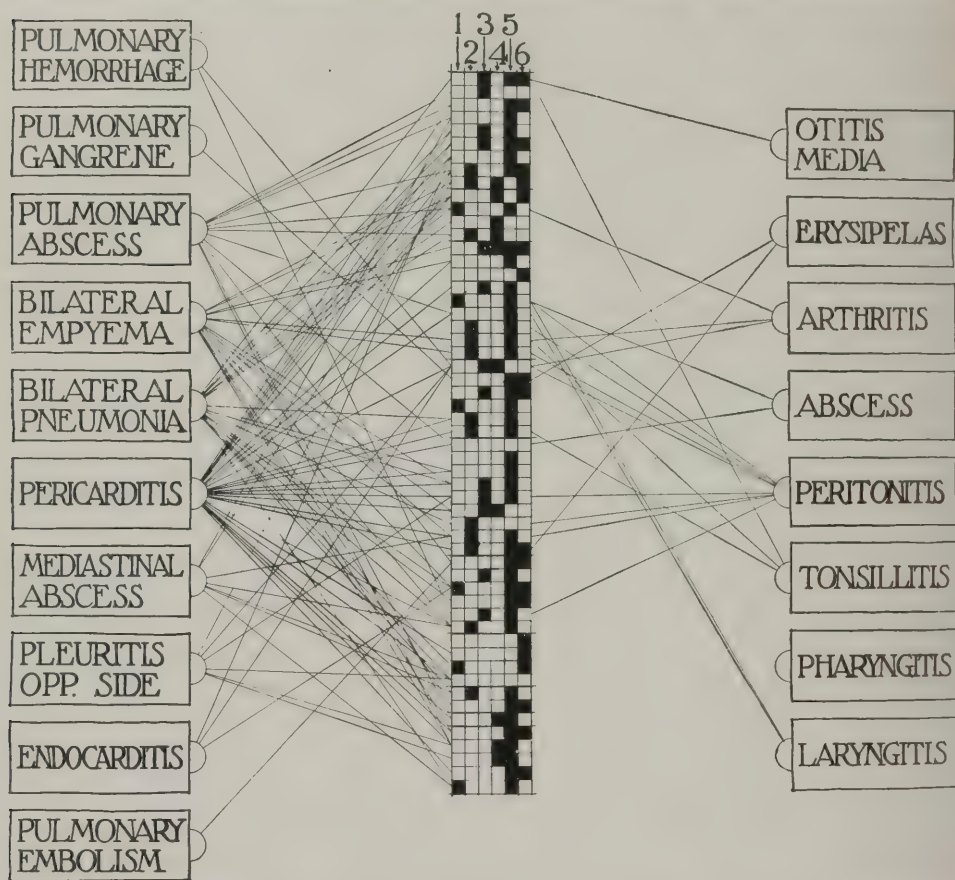 1 3 5
2 4 6
PULMONARY
HEMORRHAGE
PULMONARY
GANGRENE
PULMONARY
ABSCESS
BILATERAL
EMPYEMA
BILATERAL
PNEUMONIA
PERICARDITIS
MEDIASTINAL
ABSCESS
PLEURITIS
OPP. SIDE
ENDOCARDITIS
PULMONARY
EMBOLISM
OTITIS
MEDIA
ERYSIPELAS
ARTHRITIS
ABSCESS
PERITONITIS
TONSILLITIS
PHARYNGITIS
LARYNGITIS